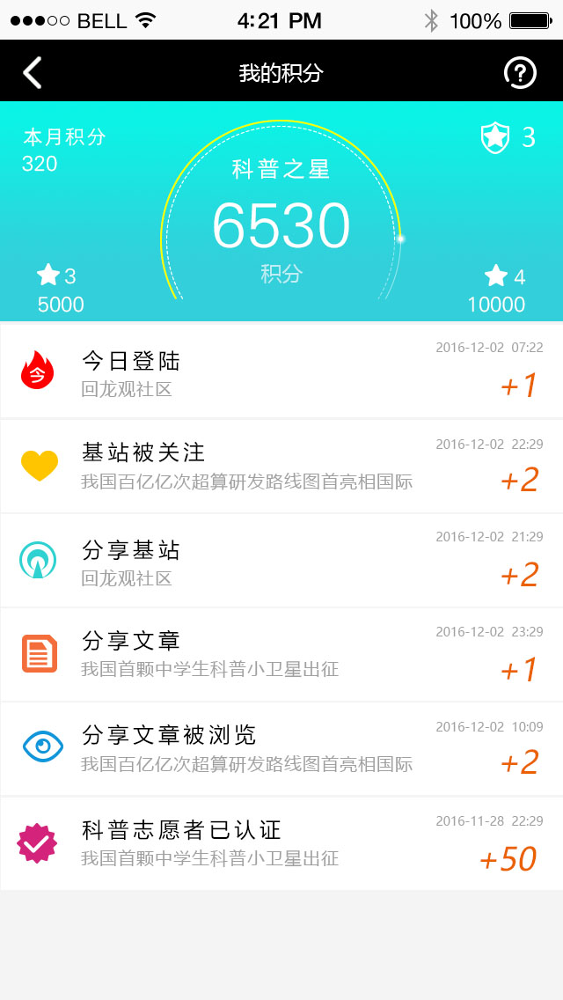 BELL 4:21 PM 100%
我的积分
本月积分
320
3
科普之星
6530
积分
3
5000
4
10000
今日登陆
回龙观社区
2016-12-02 07:22
+1
基站被关注
我国百亿亿次超算研发路线图首亮相国际
2016-12-02 22:29
+2
分享基站
回龙观社区
2016-12-02 21:29
+2
分享文章
我国首颗中学生科普小卫星出征
2016-12-02 23:29
+1
分享文章被浏览
我国百亿亿次超算研发路线图首亮相国际
2016-12-02 10:09
+2
科普志愿者已认证
我国首颗中学生科普小卫星出征
2016-11-28 22:29
+50
今